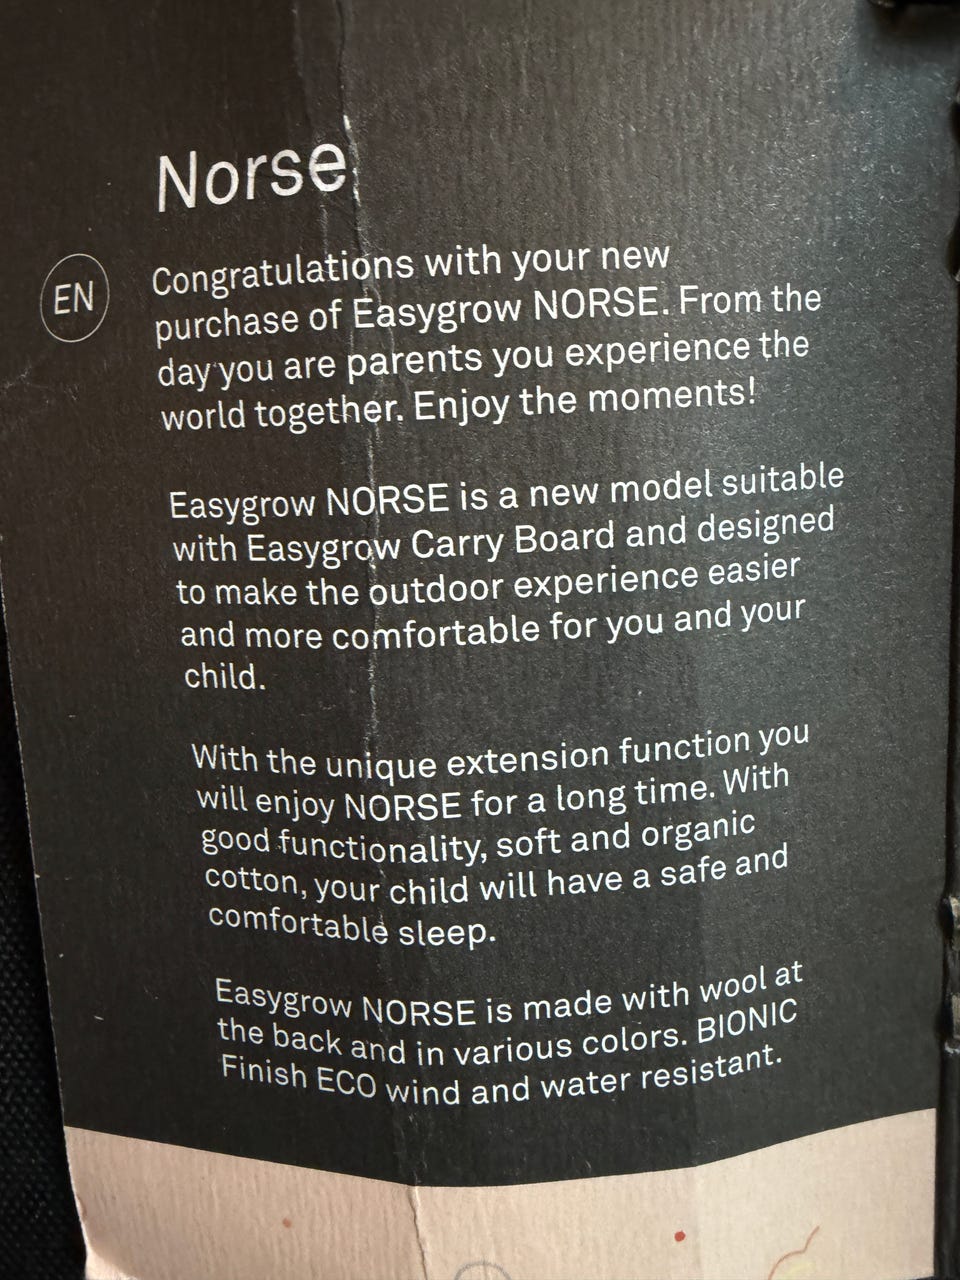 Norse
EN
Congratulations with your new
purchase of Easygrow NORSE. From the
day you are parents you experience the
world together. Enjoy the moments!
Easygrow NORSE is a new model suitable
with Easygrow Carry Board and designed
to make the outdoor experience easier
and more comfortable for you and your
child.
With the unique extension function you
will enjoy NORSE for a long time. With
good functionality, soft and organic
cotton, your child will have a safe and
comfortable sleep.
Easygrow NORSE is made with wool at
the back and in various colors. BIONIC
Finish ECO wind and water resistant.